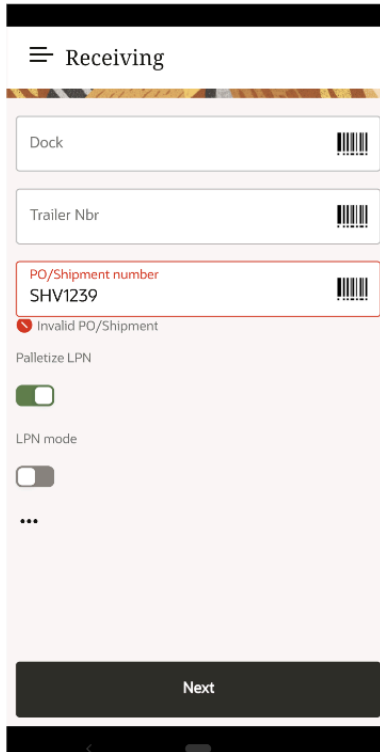 Receiving
Dock
Trailer Nbr
PO/Shipment number
SHV1239
Invalid PO/Shipment
Palletize LPN
LPN mode
...
Next